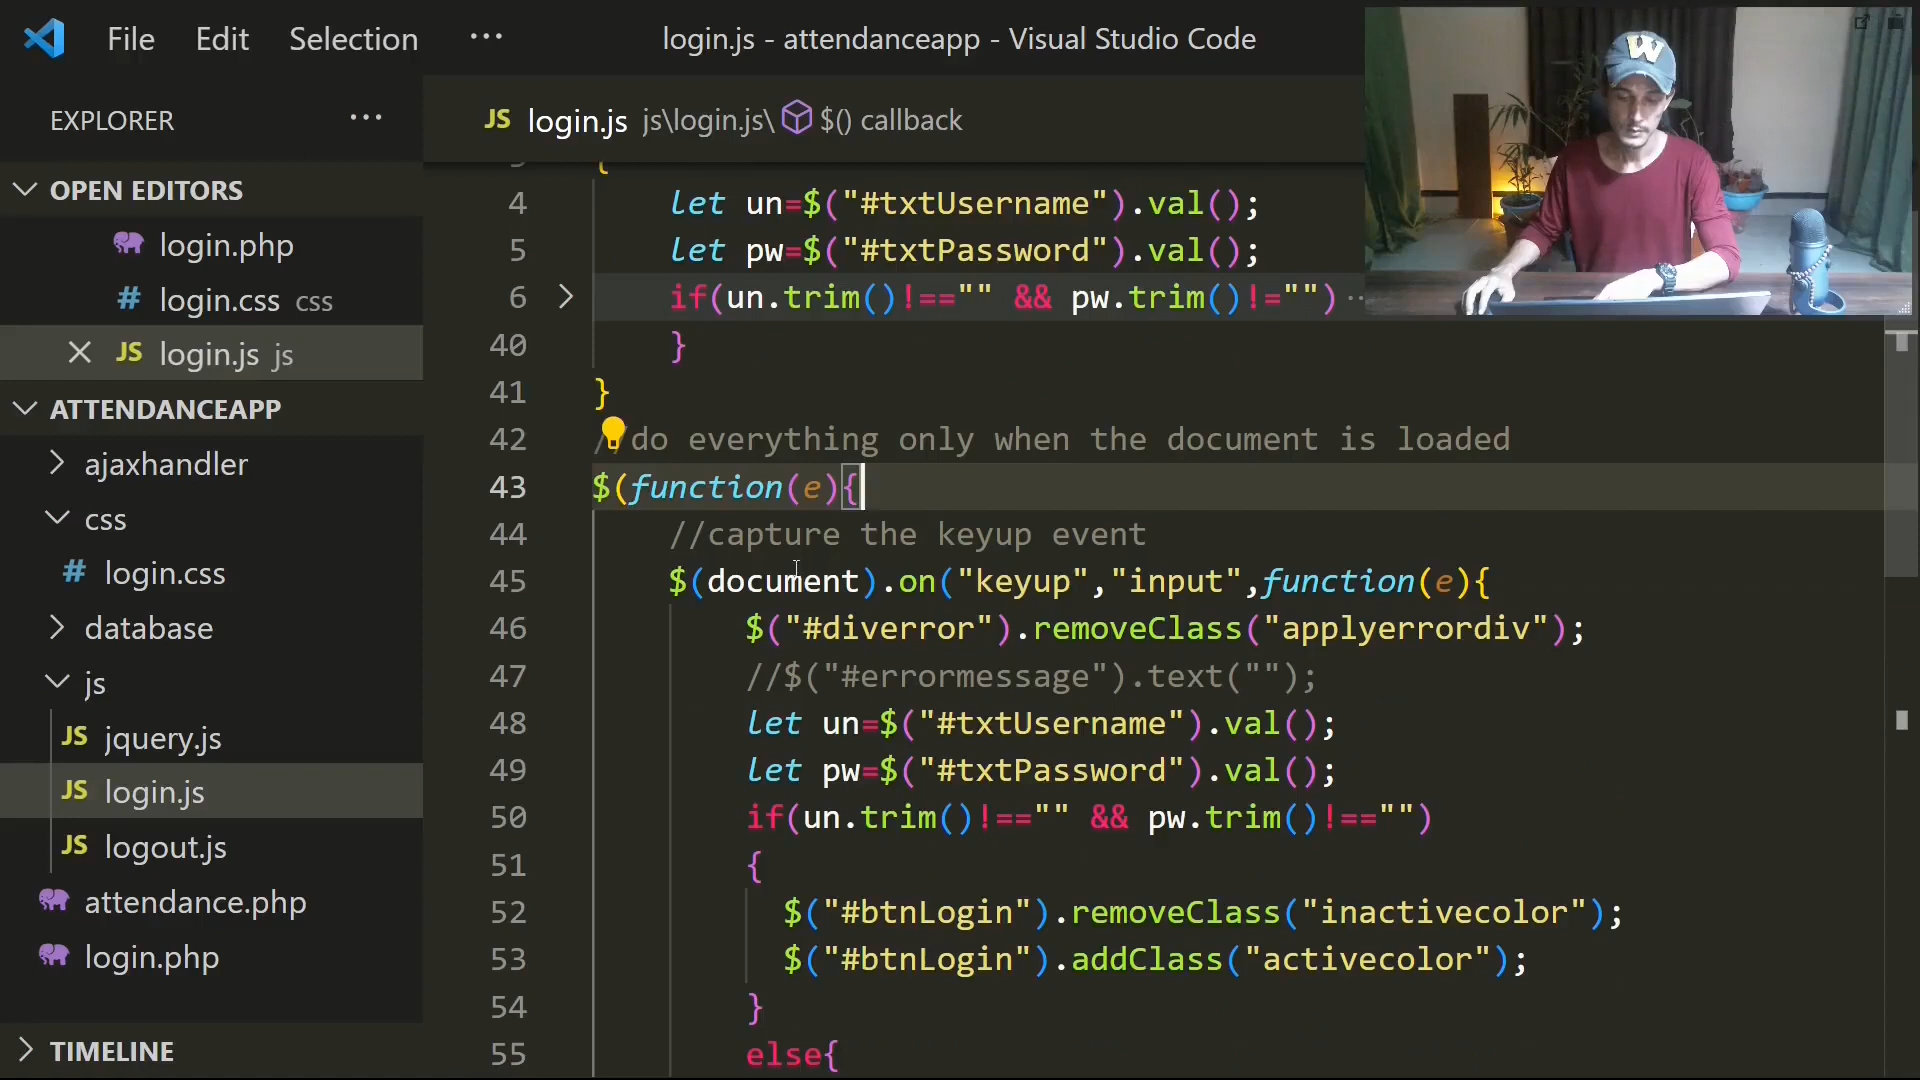 File Edit Selection ··· login.js - attendanceapp - Visual Studio Code
W
EXPLORER ···
JS login.js js\login.js\ $() callback
OPEN EDITORS
login.php
# login.css css
JS login.js js
ATTENDANCEAPP
ajaxhandler
css
# login.css
database
js
JS jquery.js
JS login.js
JS logout.js
attendance.php
login.php
TIMELINE
{
4 let un=$("#txtUsername").val();
5 let pw=$("#txtPassword").val();
6 if(un.trim()!=="" && pw.trim()!="")··
40 }
41 }
42 //do everything only when the document is loaded
43 $(function(e){
44 //capture the keyup event
45 $(document).on("keyup","input",function(e){
46 $("#diverror").removeClass("applyerrordiv");
47 //$("#errormessage").text("");
48 let un=$("#txtUsername").val();
49 let pw=$("#txtPassword").val();
50 if(un.trim()!=="" && pw.trim()!=="")
51 {
52 $("#btnLogin").removeClass("inactivecolor");
53 $("#btnLogin").addClass("activecolor");
54 }
55 else{